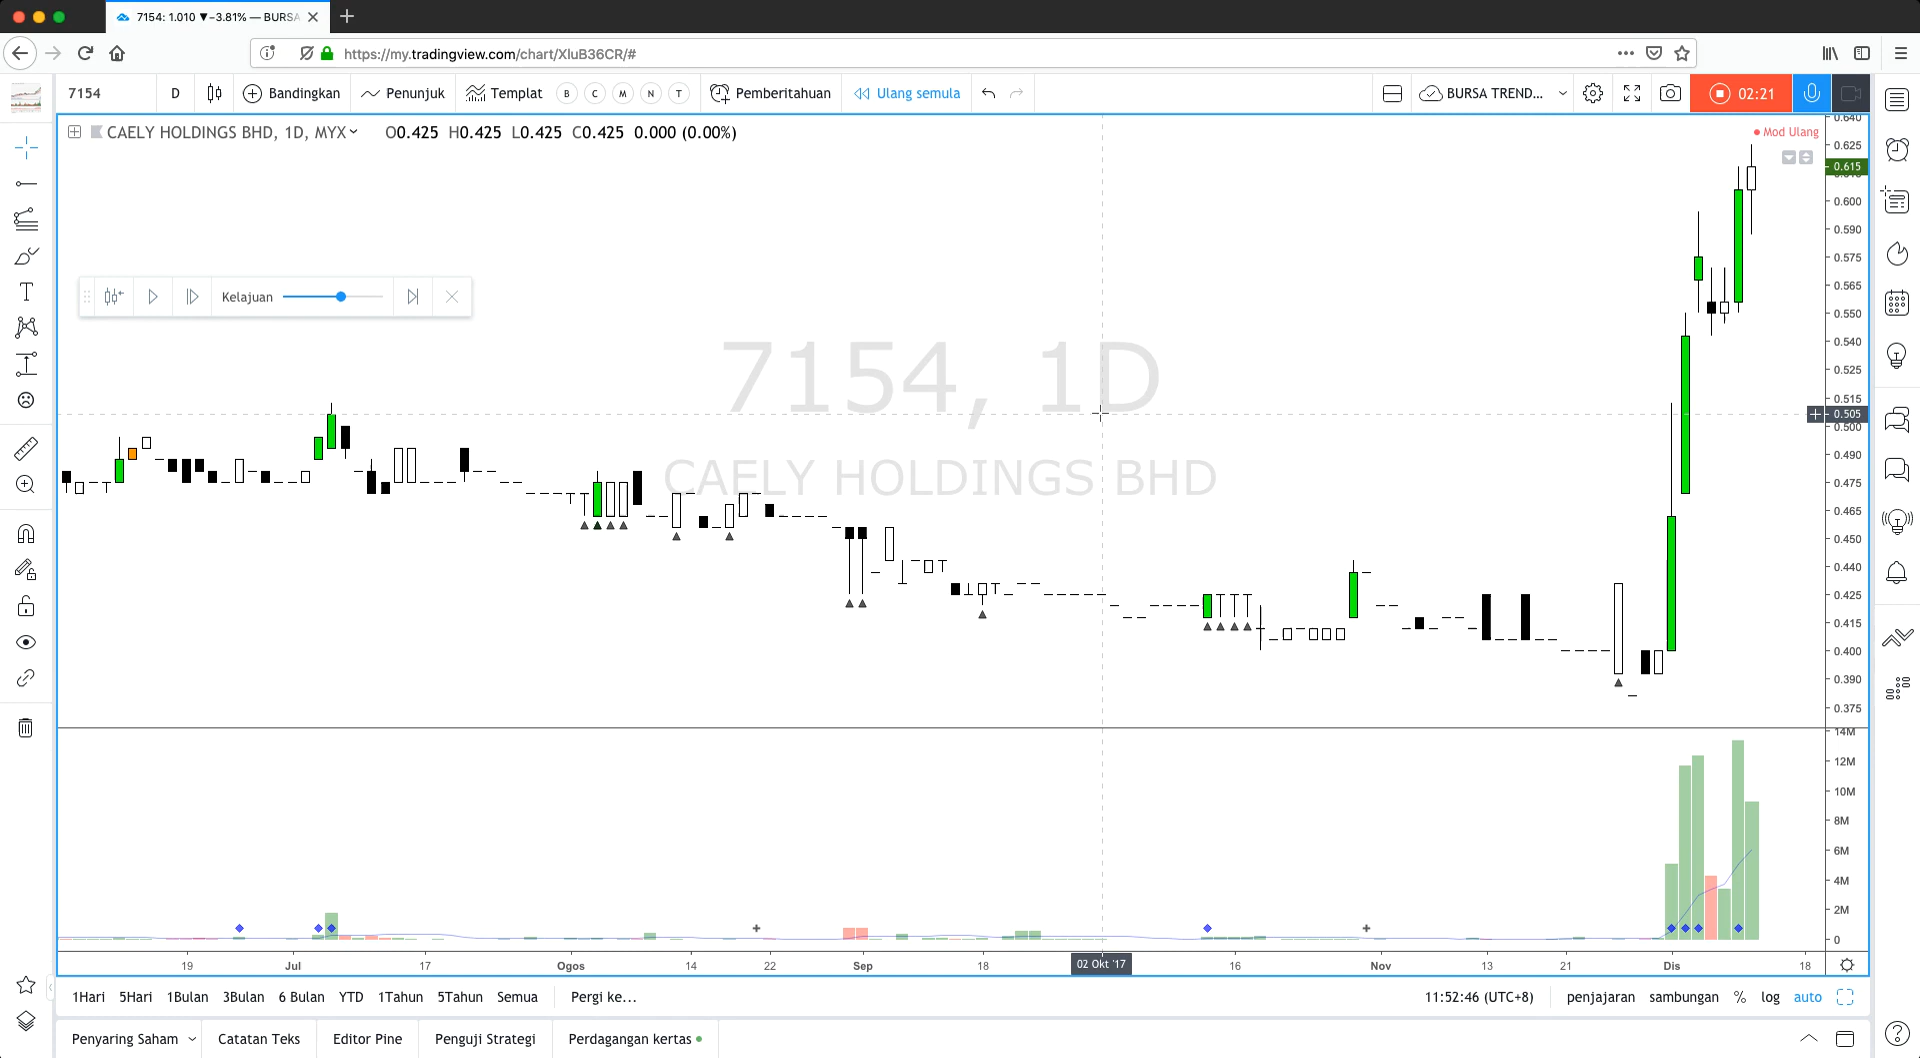 7154: 1.010 ▼−3.81% — BURSA
https://my.tradingview.com/chart/XluB36CR/#
7154 D Bandingkan Penunjuk Templat B C M N T Pemberitahuan Ulang semula BURSA TREND... 02:21
CAELY HOLDINGS BHD, 1D, MYX O0.425 H0.425 L0.425 C0.425 0.000 (0.00%)
Mod Ulang
Kelajuan
7154, 1D
CAELY HOLDINGS BHD
0.640
0.625
0.615
0.600
0.590
0.575
0.565
0.550
0.540
0.525
0.515
0.505
0.500
0.490
0.475
0.465
0.450
0.440
0.425
0.415
0.400
0.390
0.375
14M
12M
10M
8M
6M
4M
2M
0
19 Jul 17 Ogos 14 22 Sep 18 02 Okt '17 16 Nov 13 21 Dis 18
1Hari 5Hari 1Bulan 3Bulan 6 Bulan YTD 1Tahun 5Tahun Semua Pergi ke... 11:52:46 (UTC+8) penjajaran sambungan % log auto
Penyaring Saham Catatan Teks Editor Pine Penguji Strategi Perdagangan kertas